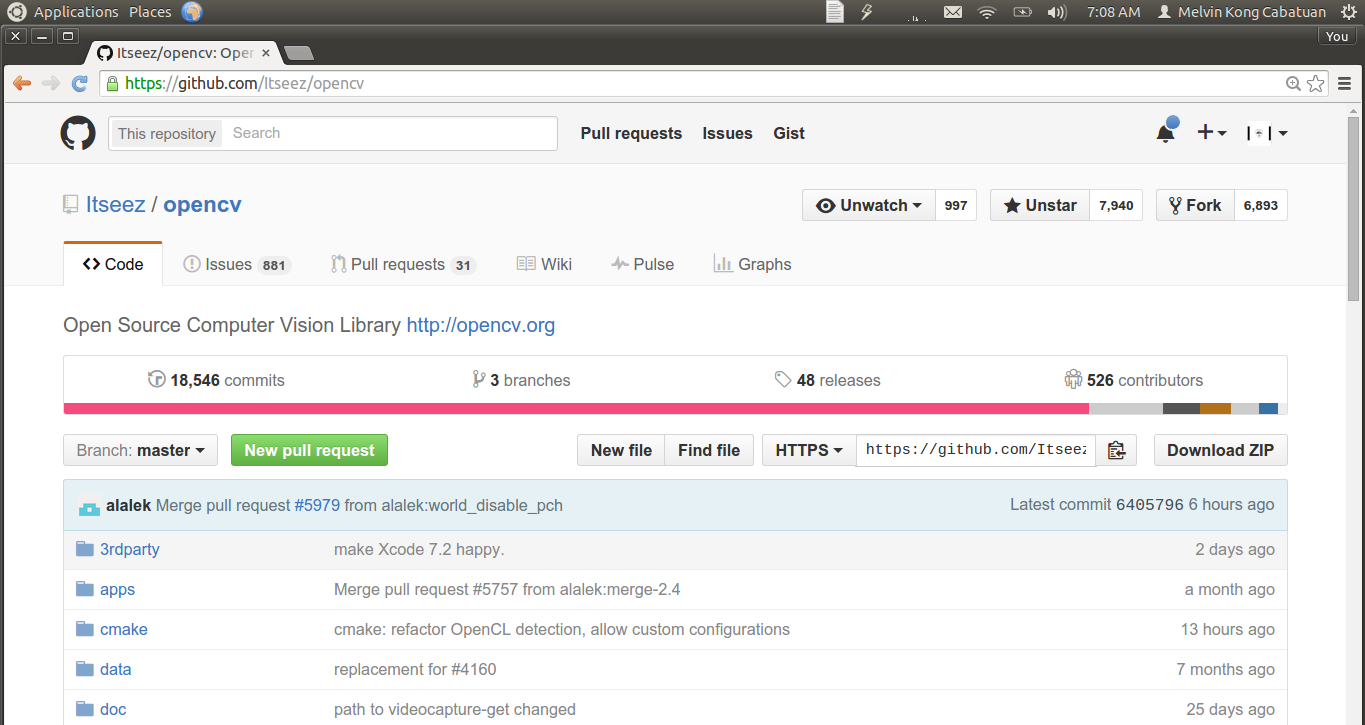 Applications Places 7:08 AM Melvin Kong Cabatuan
You
Itseez/opencv: Open
https://github.com/Itseez/opencv
This repository Search Pull requests Issues Gist
Itseez / opencv Unwatch 997 Unstar 7,940 Fork 6,893
Code Issues 881 Pull requests 31 Wiki Pulse Graphs
Open Source Computer Vision Library http://opencv.org
18,546 commits 3 branches 48 releases 526 contributors
Branch: master New pull request New file Find file HTTPS https://github.com/Itseez Download ZIP
alalek Merge pull request #5979 from alalek:world_disable_pch Latest commit 6405796 6 hours ago
3rdparty make Xcode 7.2 happy. 2 days ago
apps Merge pull request #5757 from alalek:merge-2.4 a month ago
cmake cmake: refactor OpenCL detection, allow custom configurations 13 hours ago
data replacement for #4160 7 months ago
doc path to videocapture-get changed 25 days ago